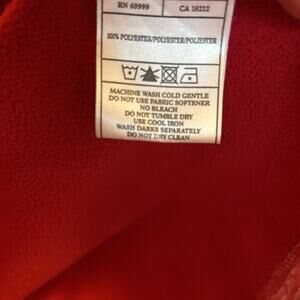 RN 60999 CA 18212
100% POLYESTER/POLYESTER/POLIESTER
MACHINE WASH COLD GENTLE
DO NOT USE FABRIC SOFTENER
NO BLEACH
DO NOT TUMBLE DRY
USE COOL IRON
WASH DARKS SEPARATELY
DO NOT DRY CLEAN